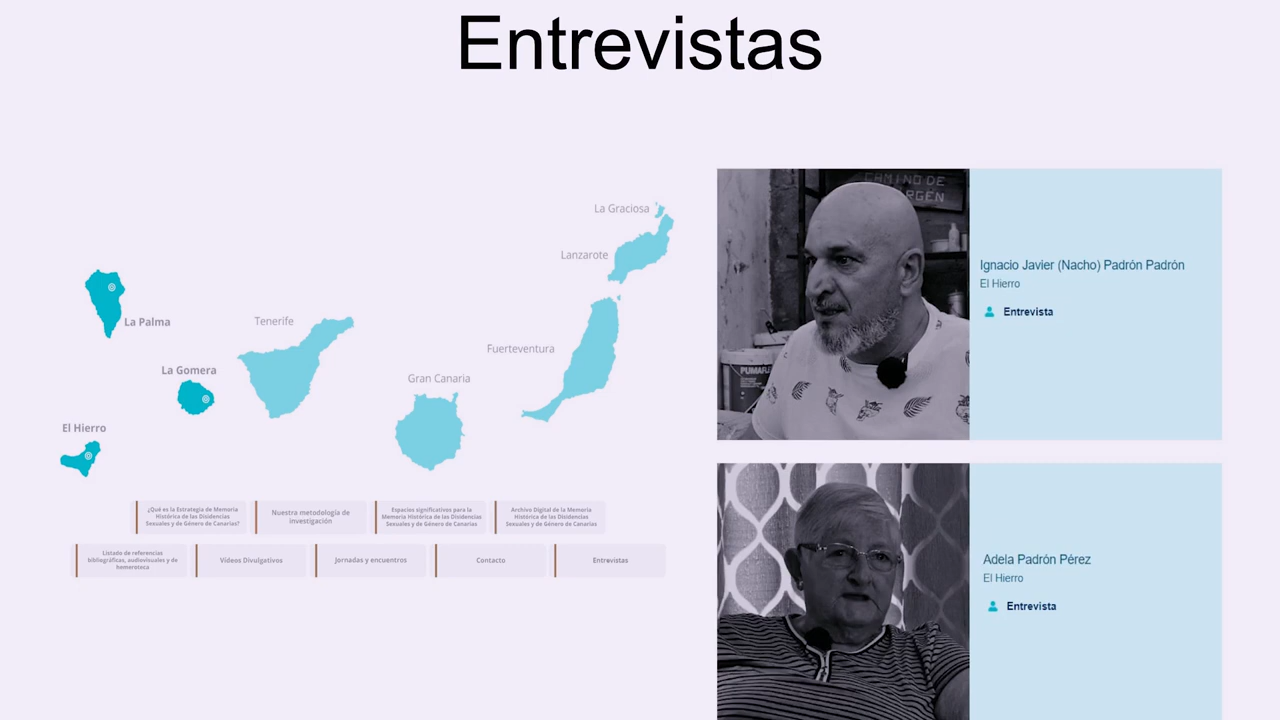 Entrevistas
La Graciosa
Lanzarote
La Palma
Tenerife
Fuerteventura
La Gomera
Gran Canaria
El Hierro
¿Qué es la Estrategia de Memoria
Histórica de las Disidencias
Sexuales y de Género de Canarias?
Nuestra metodología de
investigación
Espacios significativos para la
Memoria Histórica de las Disidencias
Sexuales y de Género de Canarias
Archivo Digital de la Memoria
Histórica de las Disidencias
Sexuales y de Género de Canarias
Listado de referencias
bibliográficas, audiovisuales y de
hemeroteca
Vídeos Divulgativos
Jornadas y encuentros
Contacto
Entrevistas
CAMINO DE
PUMAFL
Ignacio Javier (Nacho) Padrón Padrón
El Hierro
Entrevista
Adela Padrón Pérez
El Hierro
Entrevista